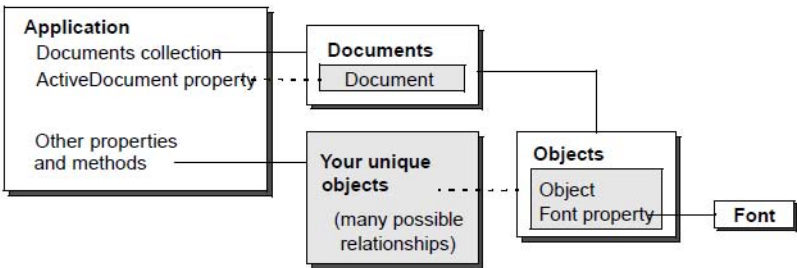 Application
Documents collection
ActiveDocument property
Other properties
and methods
Documents
Document
Your unique
objects
(many possible
relationships)
Objects
Object
Font property
Font